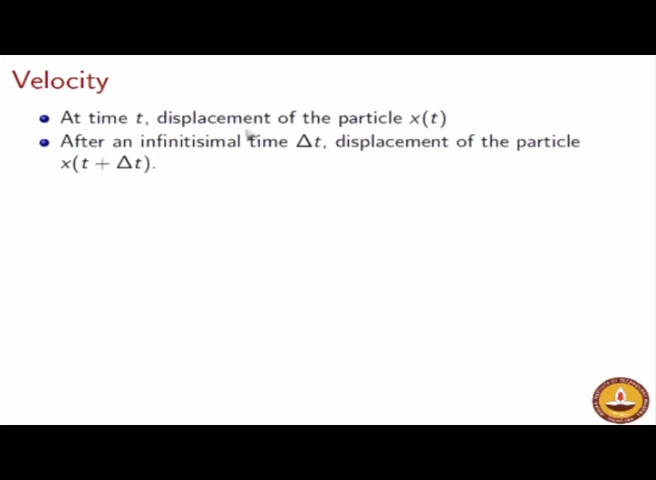 Velocity
At time t, displacement of the particle x(t)
After an infinitisimal time Δt, displacement of the particle
x(t + Δt).